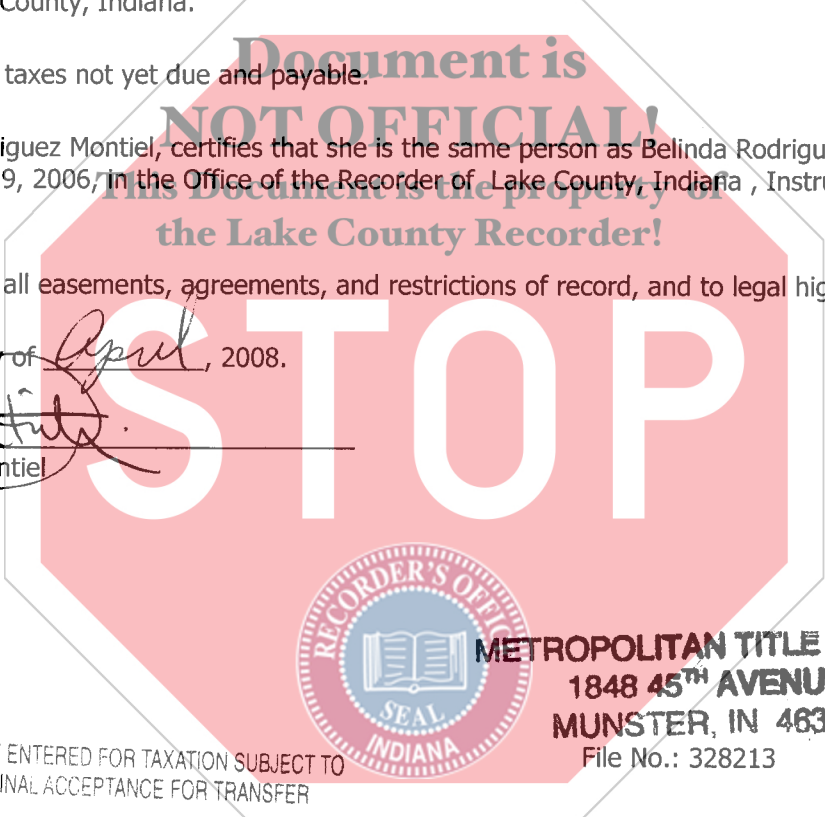 County, Indiana.
Document is
taxes not yet due and payable.
NOT OFFICIAL!
iguez Montiel, certifies that she is the same person as Belinda Rodrigu
9, 2006, in the Office of the Recorder of Lake County, Indiana , Instru
This Document is the property of
the Lake County Recorder!
all easements, agreements, and restrictions of record, and to legal hig
STOP
of April, 2008.
ntiel
RECORDER'S OFFIC
SEAL
INDIANA
METROPOLITAN TITLE
1848 45TH AVENU
MUNSTER, IN 463
File No.: 328213
ENTERED FOR TAXATION SUBJECT TO
INAL ACCEPTANCE FOR TRANSFER